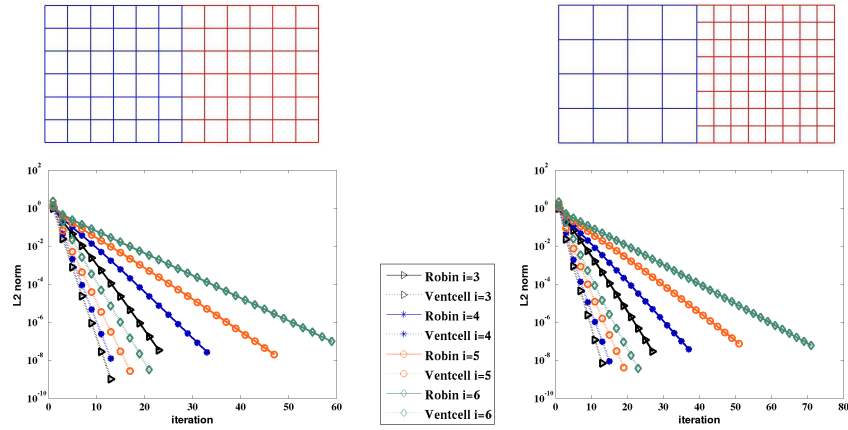 10^2
10^0
10^-2
10^-4
10^-6
10^-8
10^-10
L2 norm
0 10 20 30 40 50 60
iteration
Robin i=3
Ventcell i=3
Robin i=4
Ventcell i=4
Robin i=5
Ventcell i=5
Robin i=6
Ventcell i=6
10^2
10^0
10^-2
10^-4
10^-6
10^-8
10^-10
L2 norm
0 10 20 30 40 50 60 70 80
iteration